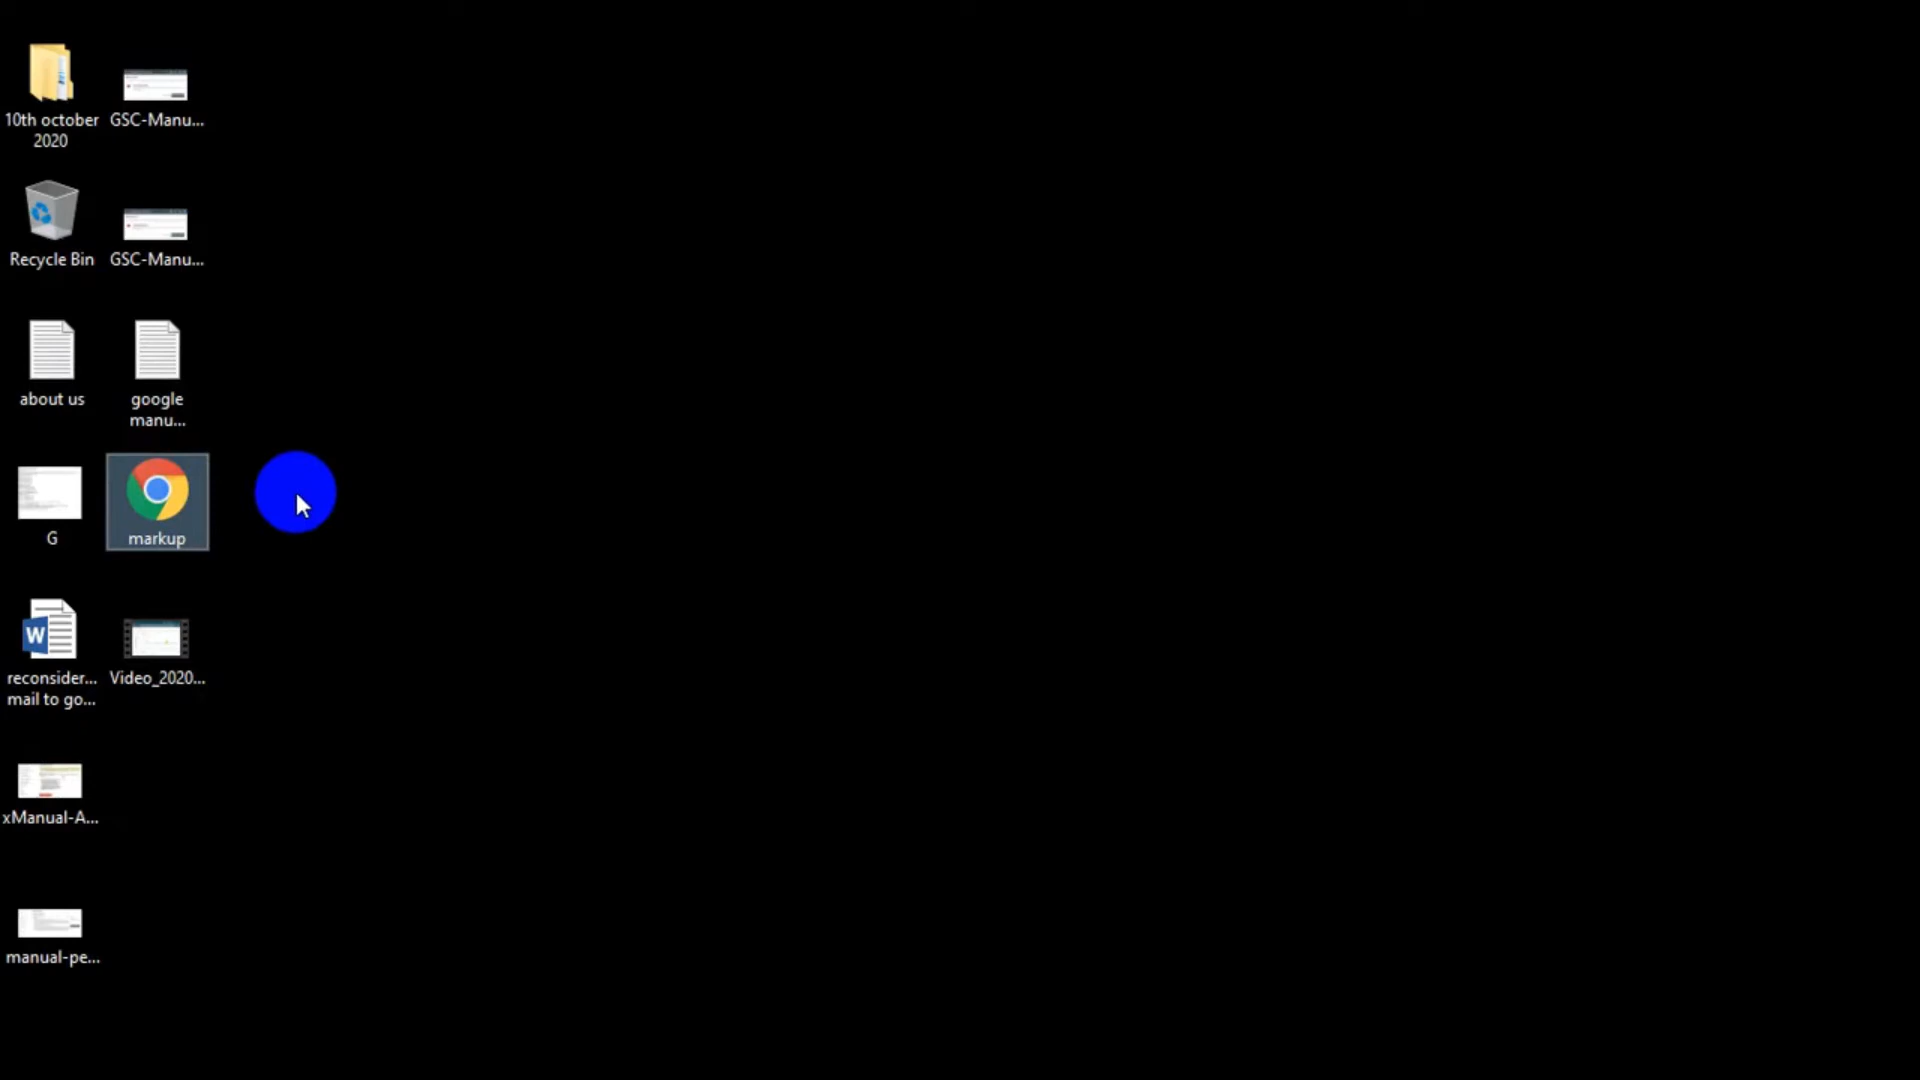 10th october
2020
GSC-Manu...
Recycle Bin
GSC-Manu...
about us
google
manu...
G
markup
reconsider...
mail to go...
Video_2020...
xManual-A...
manual-pe...